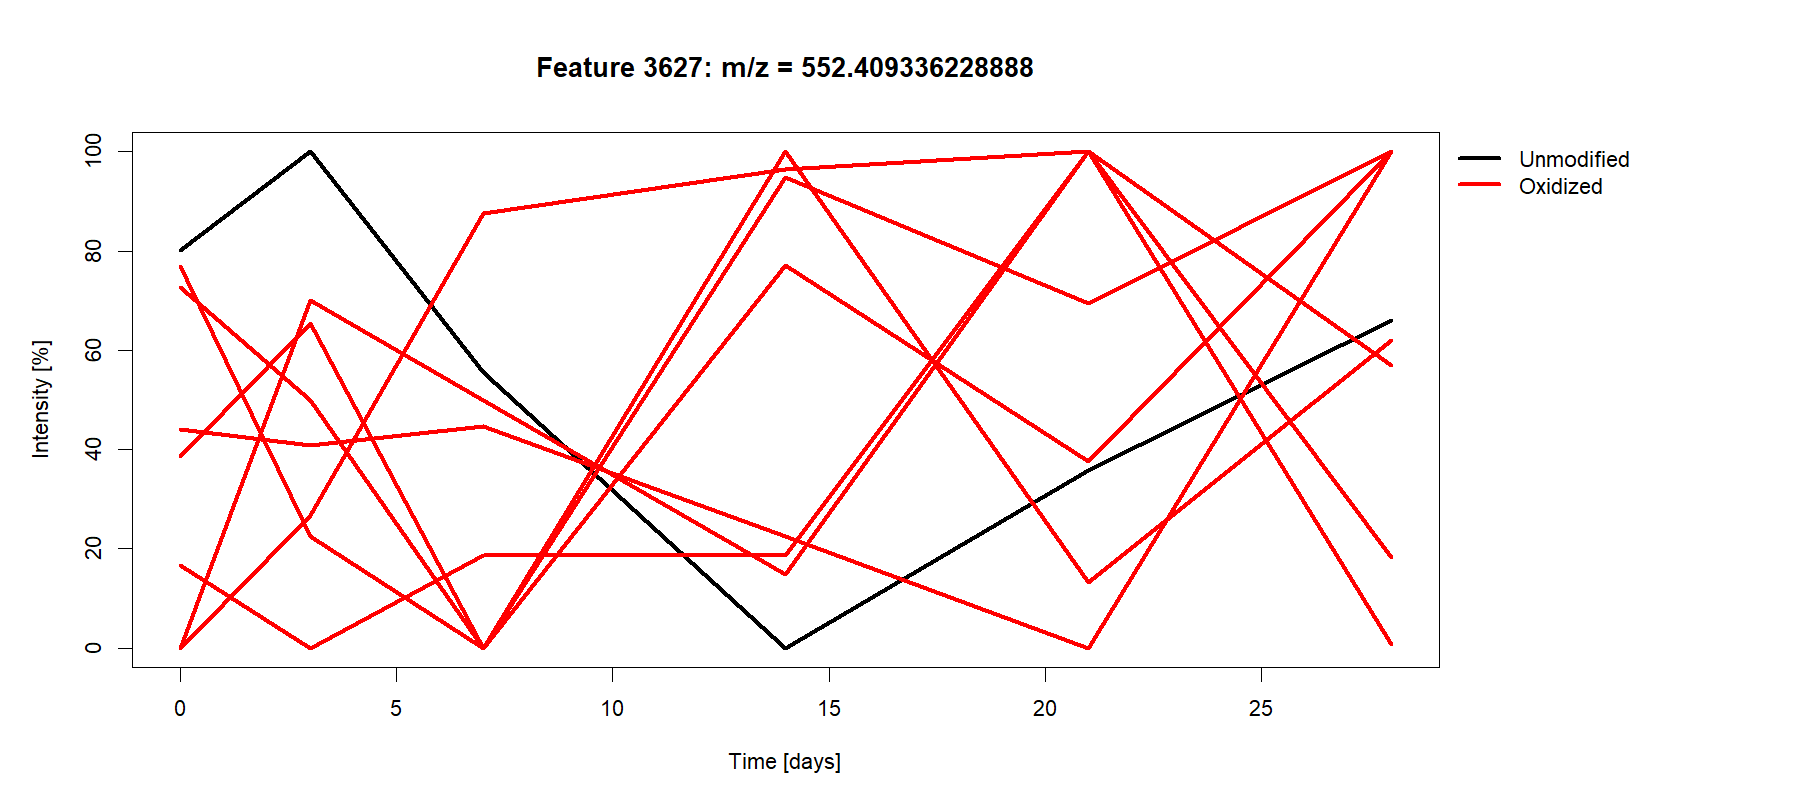 Feature 3627: m/z = 552.409336228888
Unmodified
Oxidized
Intensity [%]
100
80
60
40
20
0
0 5 10 15 20 25
Time [days]